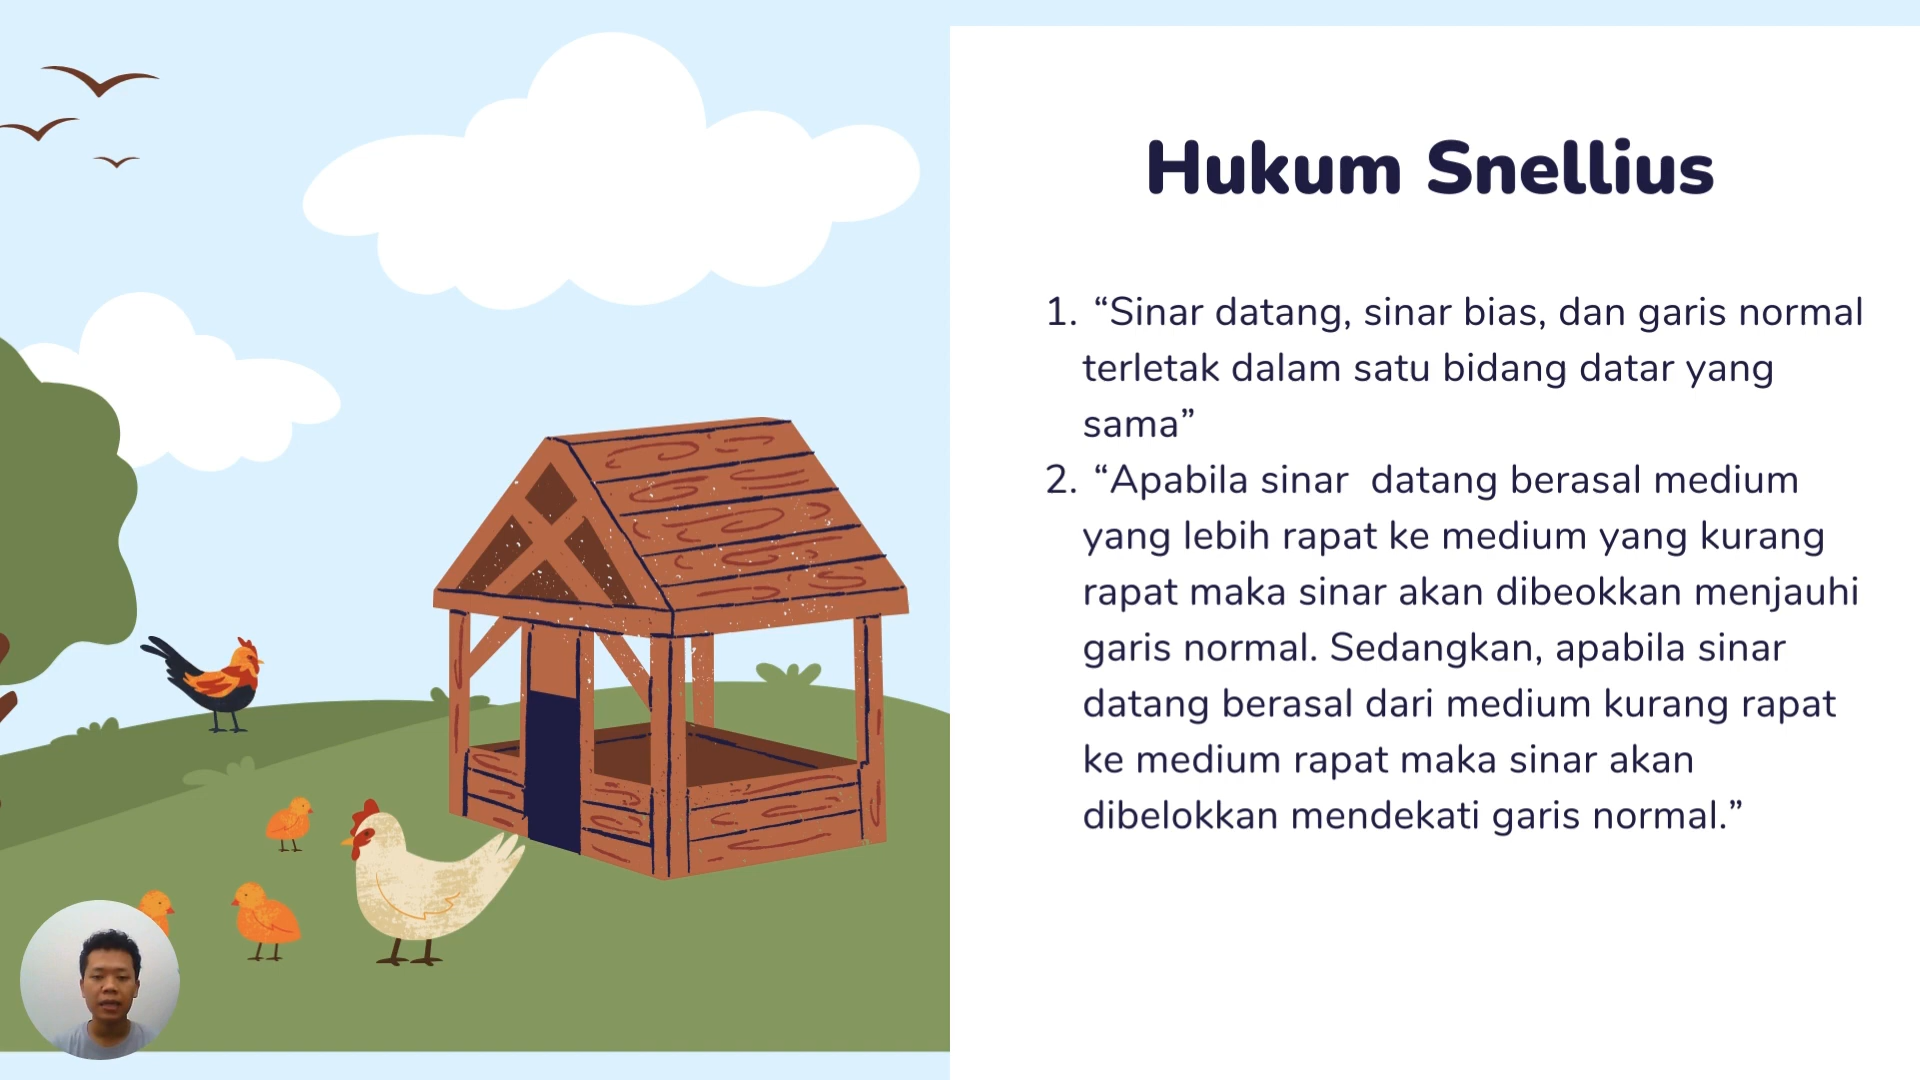 Hukum Snellius
1. “Sinar datang, sinar bias, dan garis normal
terletak dalam satu bidang datar yang
sama”
2. “Apabila sinar  datang berasal medium
yang lebih rapat ke medium yang kurang
rapat maka sinar akan dibeokkan menjauhi
garis normal. Sedangkan, apabila sinar
datang berasal dari medium kurang rapat
ke medium rapat maka sinar akan
dibelokkan mendekati garis normal.”